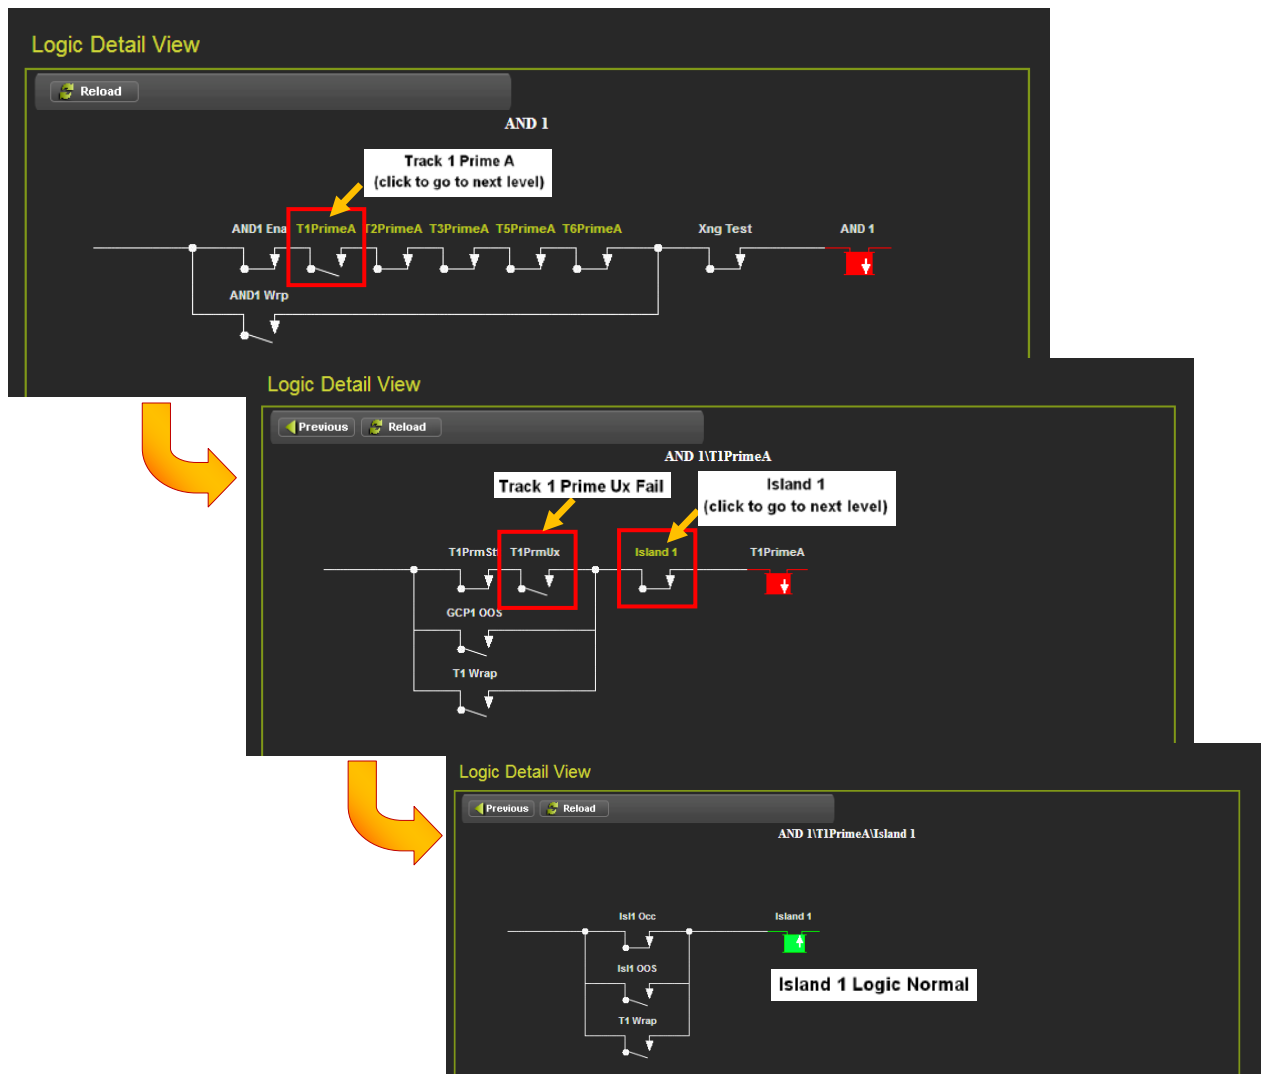 Logic Detail View
Reload
AND 1
Track 1 Prime A
(click to go to next level)
AND1 Ena T1PrimeA T2PrimeA T3PrimeA T5PrimeA T6PrimeA Xng Test AND 1
AND1 Wrp
Logic Detail View
Previous Reload
AND 1\T1PrimeA
Track 1 Prime Ux Fail
Island 1
(click to go to next level)
T1PrmSt T1PrmUx Island 1 T1PrimeA
GCP1 OOS
T1 Wrap
Logic Detail View
Previous Reload
AND 1\T1PrimeA\Island 1
Isl1 Occ Island 1
Isl1 OOS
Island 1 Logic Normal
T1 Wrap